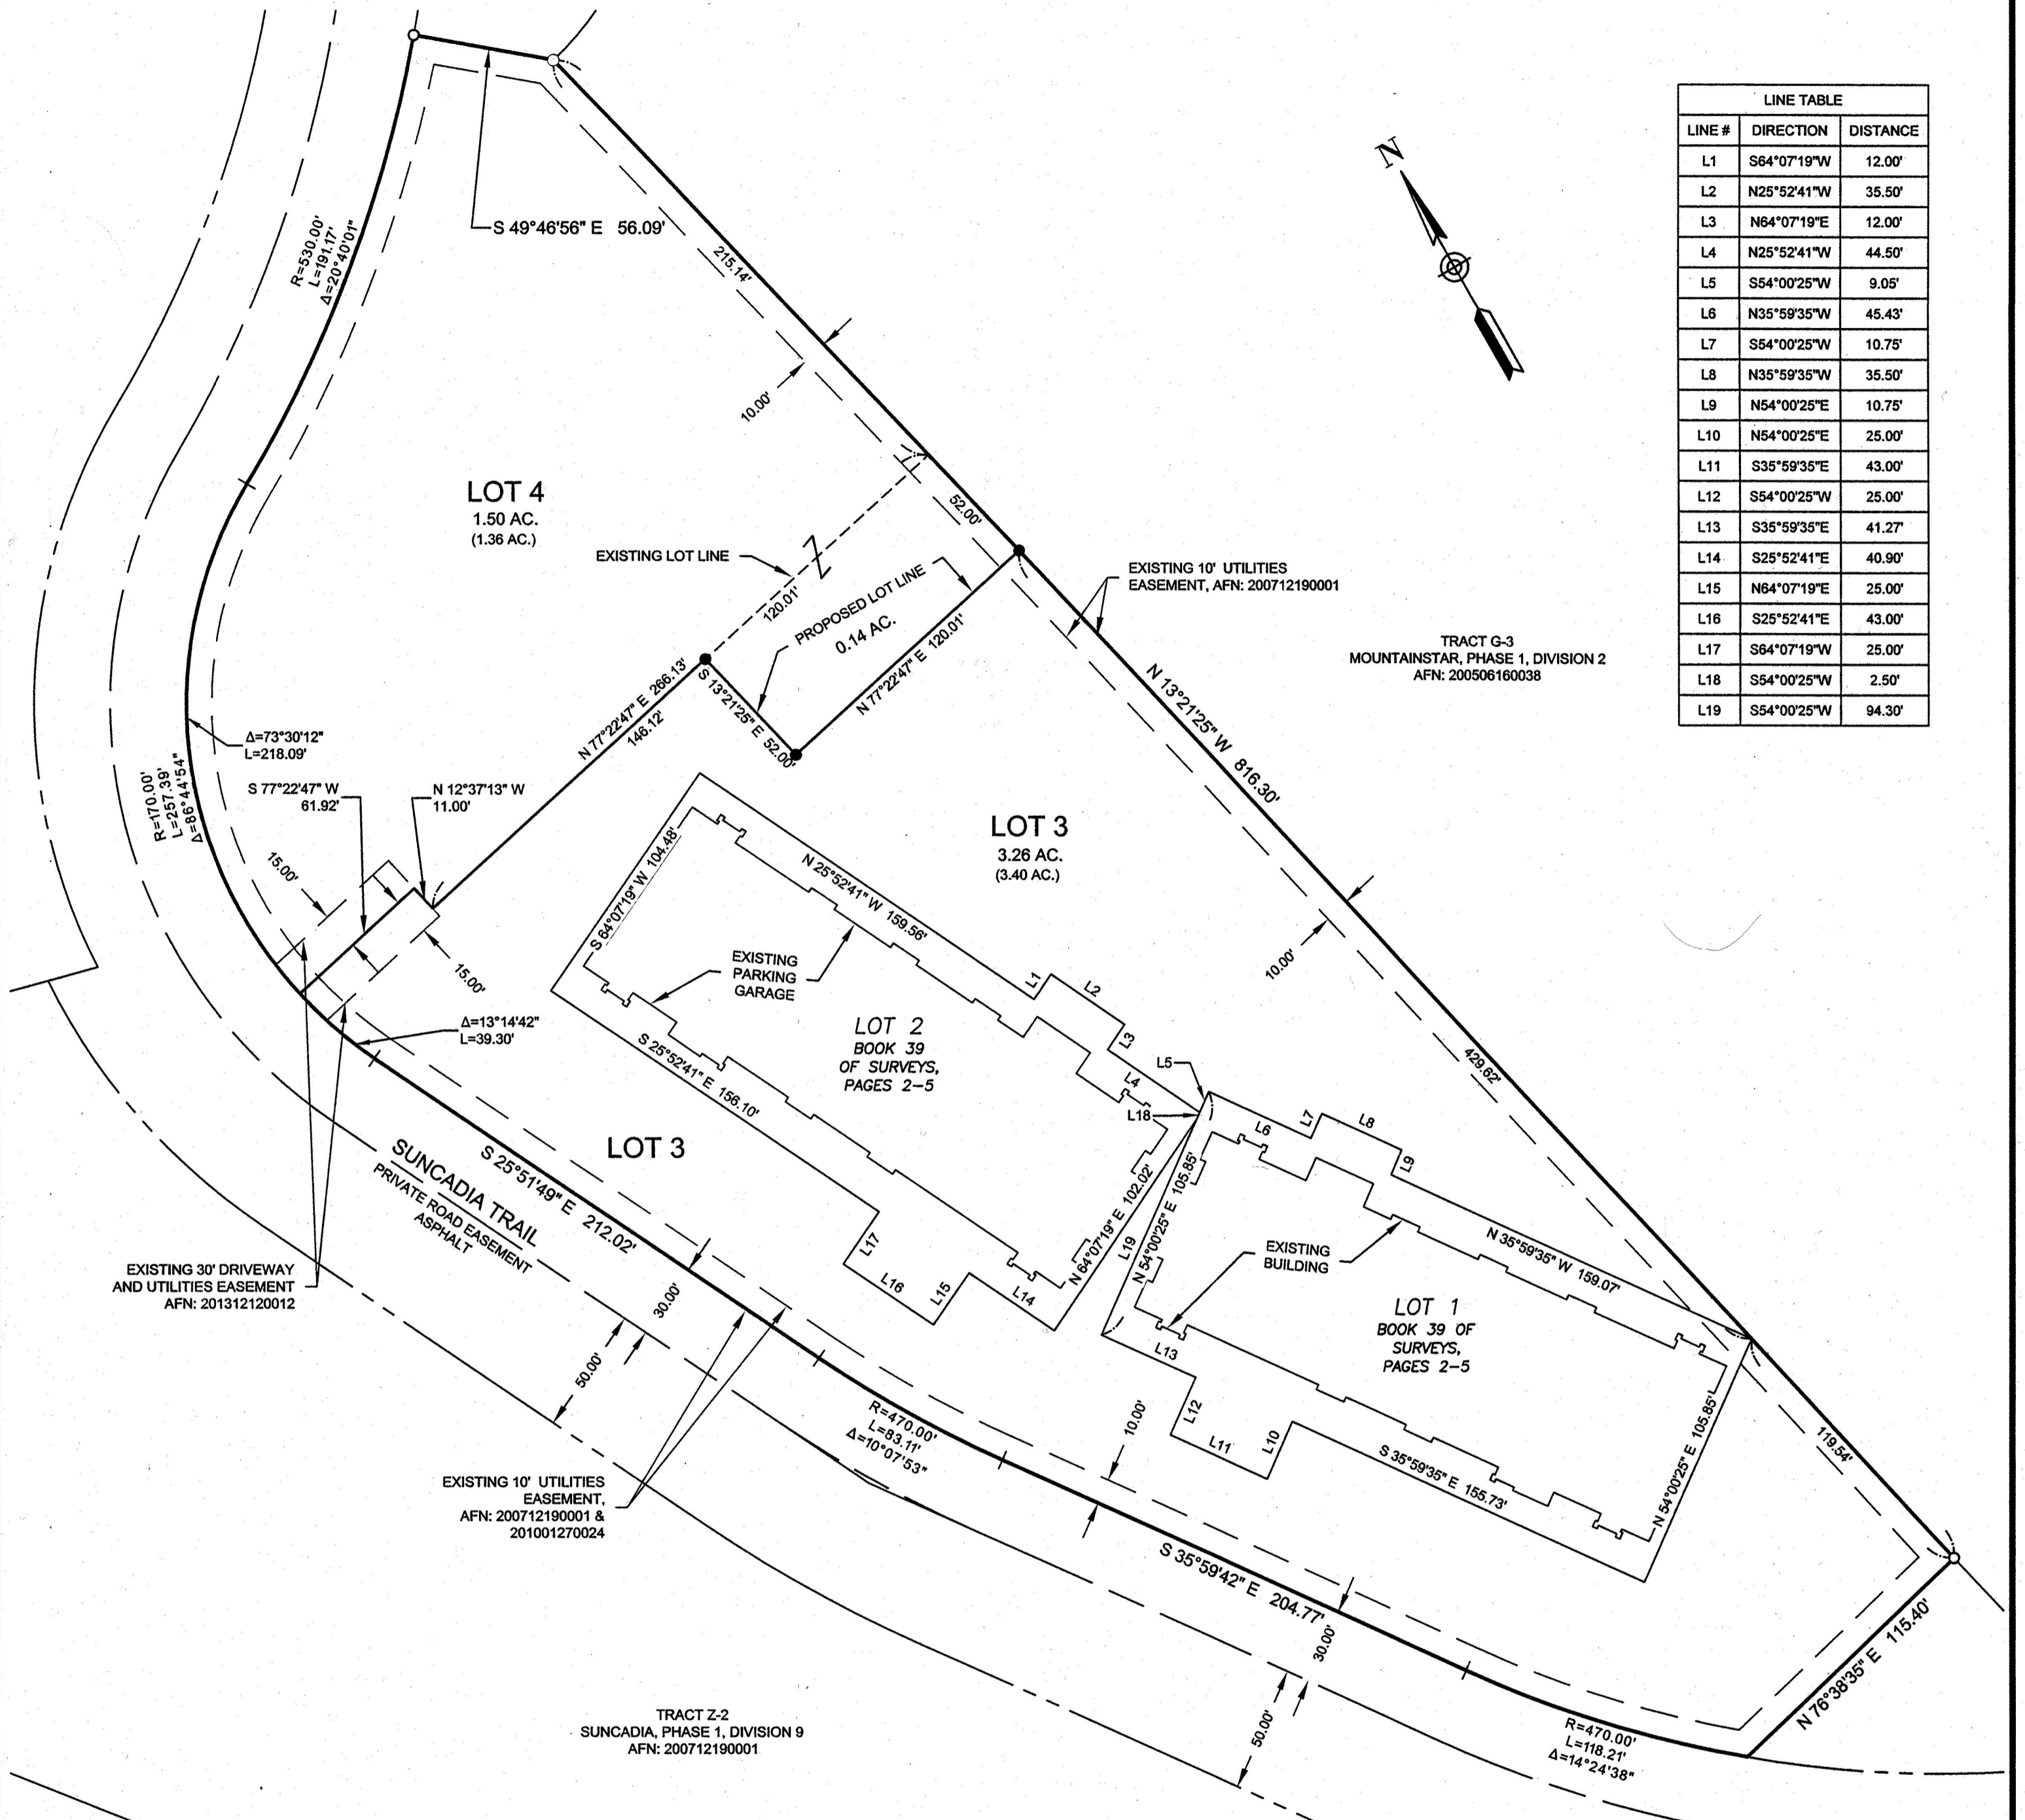 N
LINE TABLE
LINE # DIRECTION DISTANCE
L1 S64°07'19"W 12.00'
L2 N25°52'41"W 35.50'
L3 N64°07'19"E 12.00'
L4 N25°52'41"W 44.50'
L5 S54°00'25"W 9.05'
L6 N35°59'35"W 45.43'
L7 S54°00'25"W 10.75'
L8 N35°59'35"W 35.50'
L9 N54°00'25"E 10.75'
L10 N54°00'25"E 25.00'
L11 S35°59'35"E 43.00'
L12 S54°00'25"W 25.00'
L13 S35°59'35"E 41.27'
L14 S25°52'41"E 40.90'
L15 N64°07'19"E 25.00'
L16 S25°52'41"E 43.00'
L17 S64°07'19"W 25.00'
L18 S54°00'25"W 2.50'
L19 S54°00'25"W 94.30'
S 49°46'56" E 56.09'
R=530.00'
L=191.17'
Δ=20°40'01"
215.14'
10.00'
LOT 4
1.50 AC.
(1.36 AC.)
52.00'
EXISTING LOT LINE
120.01'
PROPOSED LOT LINE
0.14 AC.
N 77°22'47" E 120.01'
S 13°21'25" E 52.00'
N 77°22'47" E 266.13'
146.12'
EXISTING 10' UTILITIES
EASEMENT, AFN: 200712190001
TRACT G-3
MOUNTAINSTAR, PHASE 1, DIVISION 2
AFN: 200506160038
N 13°21'25" W 816.30'
Δ=73°30'12"
L=218.09'
R=170.00'
L=257.39'
Δ=86°44'54"
S 77°22'47" W
61.92'
N 12°37'13" W
11.00'
15.00'
15.00'
Δ=13°14'42"
L=39.30'
LOT 3
3.26 AC.
(3.40 AC.)
10.00'
429.62'
S 64°07'19" W 104.48'
N 25°52'41" W 159.56'
EXISTING
PARKING
GARAGE
LOT 2
BOOK 39
OF SURVEYS,
PAGES 2-5
S 25°52'41" E 156.10'
L1
L2
L3
L4
L5
L18
L6
L7
L8
L9
LOT 3
SUNCADIA TRAIL
PRIVATE ROAD EASEMENT
ASPHALT
S 25°51'49" E 212.02'
L17
L16
L15
L14
N 64°07'19" E 102.02'
L19
N 54°00'25" E 105.85'
EXISTING
BUILDING
N 35°59'35" W 159.07'
LOT 1
BOOK 39 OF
SURVEYS,
PAGES 2-5
L13
L12
L11
L10
S 35°59'35" E 155.73'
N 54°00'25" E 105.85'
119.54'
EXISTING 30' DRIVEWAY
AND UTILITIES EASEMENT
AFN: 201312120012
30.00'
50.00'
R=470.00'
L=83.11'
Δ=10°07'53"
10.00'
EXISTING 10' UTILITIES
EASEMENT,
AFN: 200712190001 &
201001270024
S 35°59'42" E 204.77'
30.00'
50.00'
N 76°38'35" E 115.40'
R=470.00'
L=118.21'
Δ=14°24'38"
TRACT Z-2
SUNCADIA, PHASE 1, DIVISION 9
AFN: 200712190001